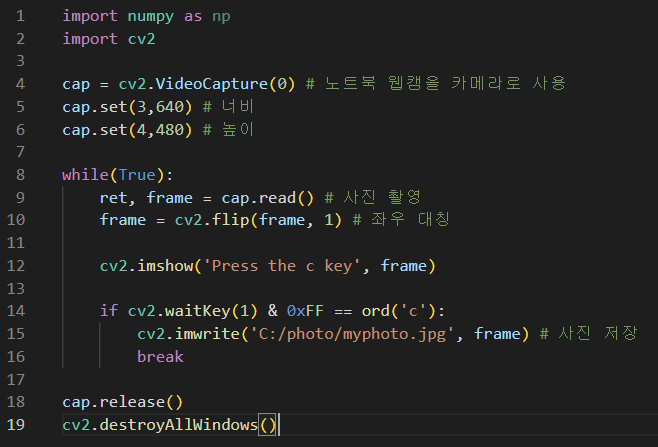 1 import numpy as np
2 import cv2
3
4 cap = cv2.VideoCapture(0) # 노트북 웹캠을 카메라로 사용
5 cap.set(3,640) # 너비
6 cap.set(4,480) # 높이
7
8 while(True):
9     ret, frame = cap.read() # 사진 촬영
10     frame = cv2.flip(frame, 1) # 좌우 대칭
11
12     cv2.imshow('Press the c key', frame)
13
14     if cv2.waitKey(1) & 0xFF == ord('c'):
15         cv2.imwrite('C:/photo/myphoto.jpg', frame) # 사진 저장
16         break
17
18 cap.release()
19 cv2.destroyAllWindows()